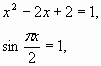 x² − 2x + 2 = 1,
sin πx/2 = 1,